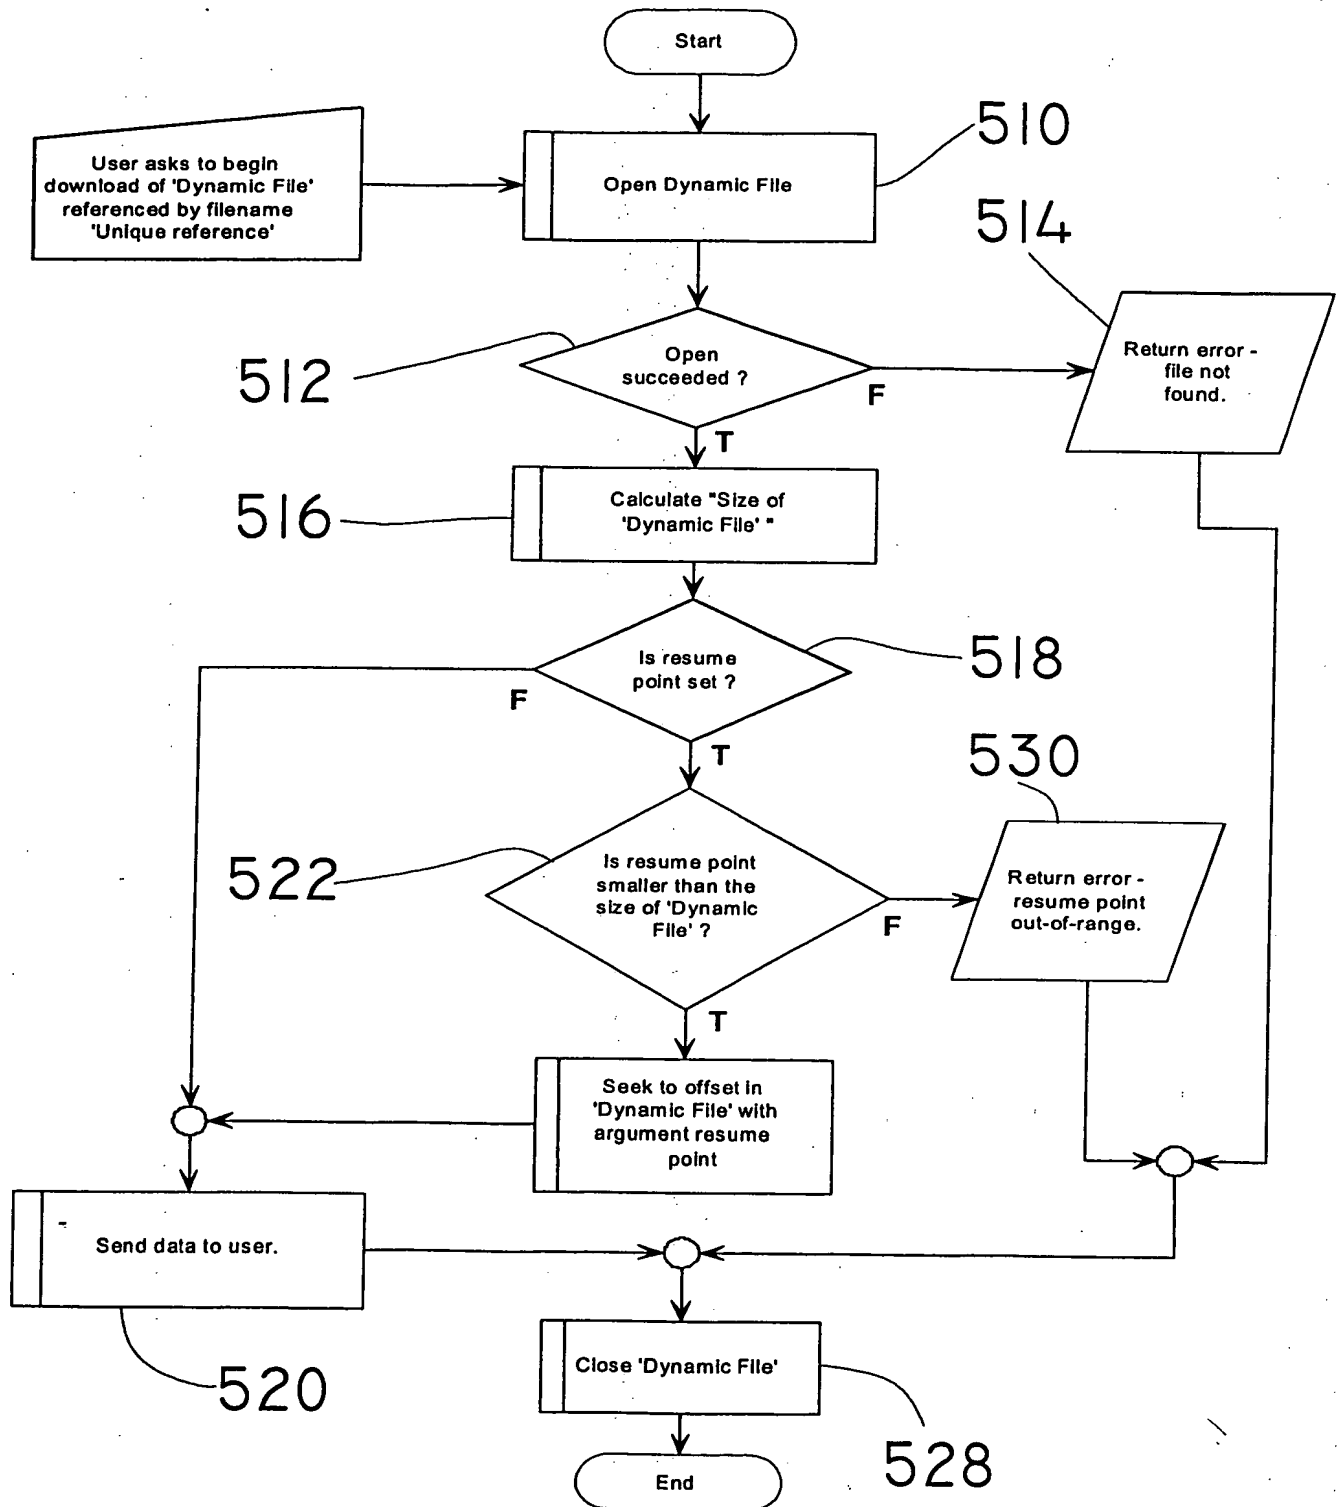 Start
510
User asks to begin
download of 'Dynamic File'
referenced by filename
'Unique reference'
Open Dynamic File
514
512
Open
succeeded ?
F
T
Return error -
file not
found.
516
Calculate "Size of
'Dynamic File' "
518
Is resume
point set ?
F
T
530
522
Is resume point
smaller than the
size of 'Dynamic
File' ?
F
T
Return error -
resume point
out-of-range.
Seek to offset in
'Dynamic File' with
argument resume
point
Send data to user.
520
Close 'Dynamic File'
528
End